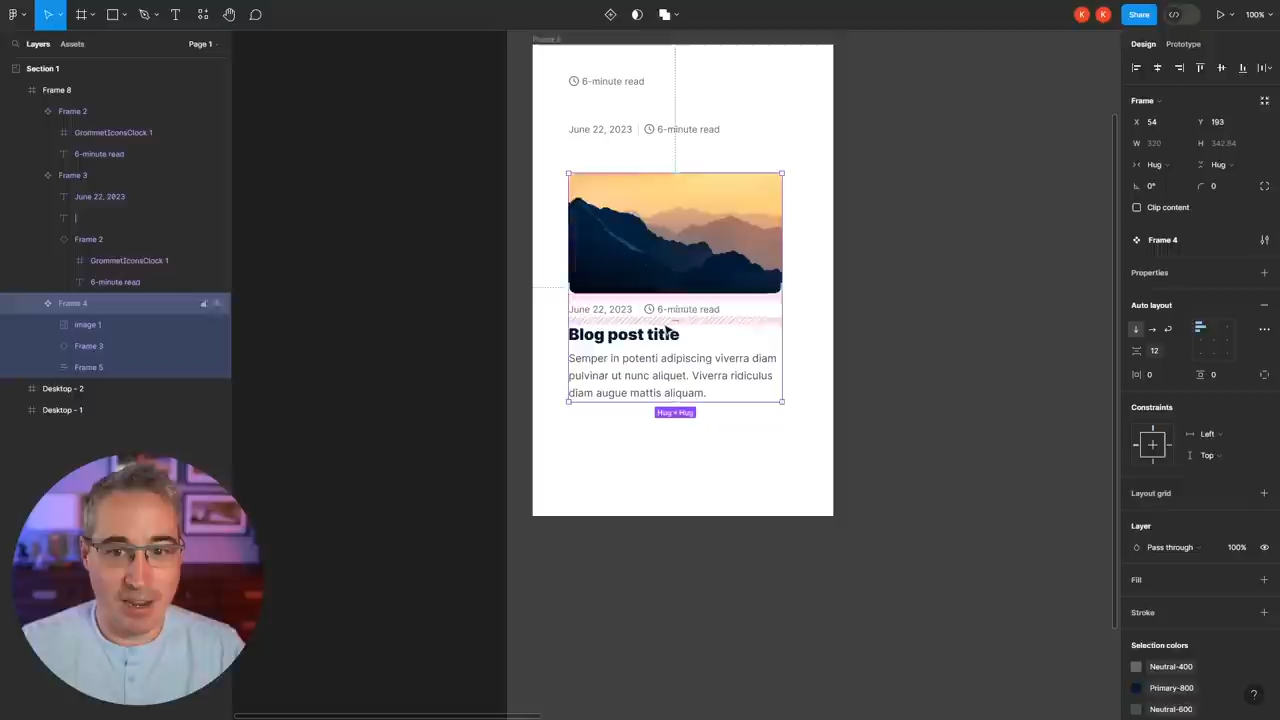 K
K
Share
100%
Layers
Assets
Page 1
Design
Prototype
Section 1
Frame 8
Frame 2
GrommetIconsClock 1
6-minute read
Frame 3
June 22, 2023
|
Frame 2
GrommetIconsClock 1
6-minute read
Frame 4
image 1
Frame 3
Frame 5
Desktop - 2
Desktop - 1
6-minute read
June 22, 2023
6-minute read
June 22, 2023
6-minute read
Blog post title
Semper in potenti adipiscing viverra diam
pulvinar ut nunc aliquet. Viverra ridiculus
diam augue mattis aliquam.
Hug × Hug
Frame
X 54
Y 193
W 320
H 342.84
Hug
Hug
0°
0
Clip content
Frame 4
Properties
Auto layout
12
0
0
Constraints
Left
Top
Layout grid
Layer
Pass through
100%
Fill
Stroke
Selection colors
Neutral-400
Primary-800
Neutral-600
?